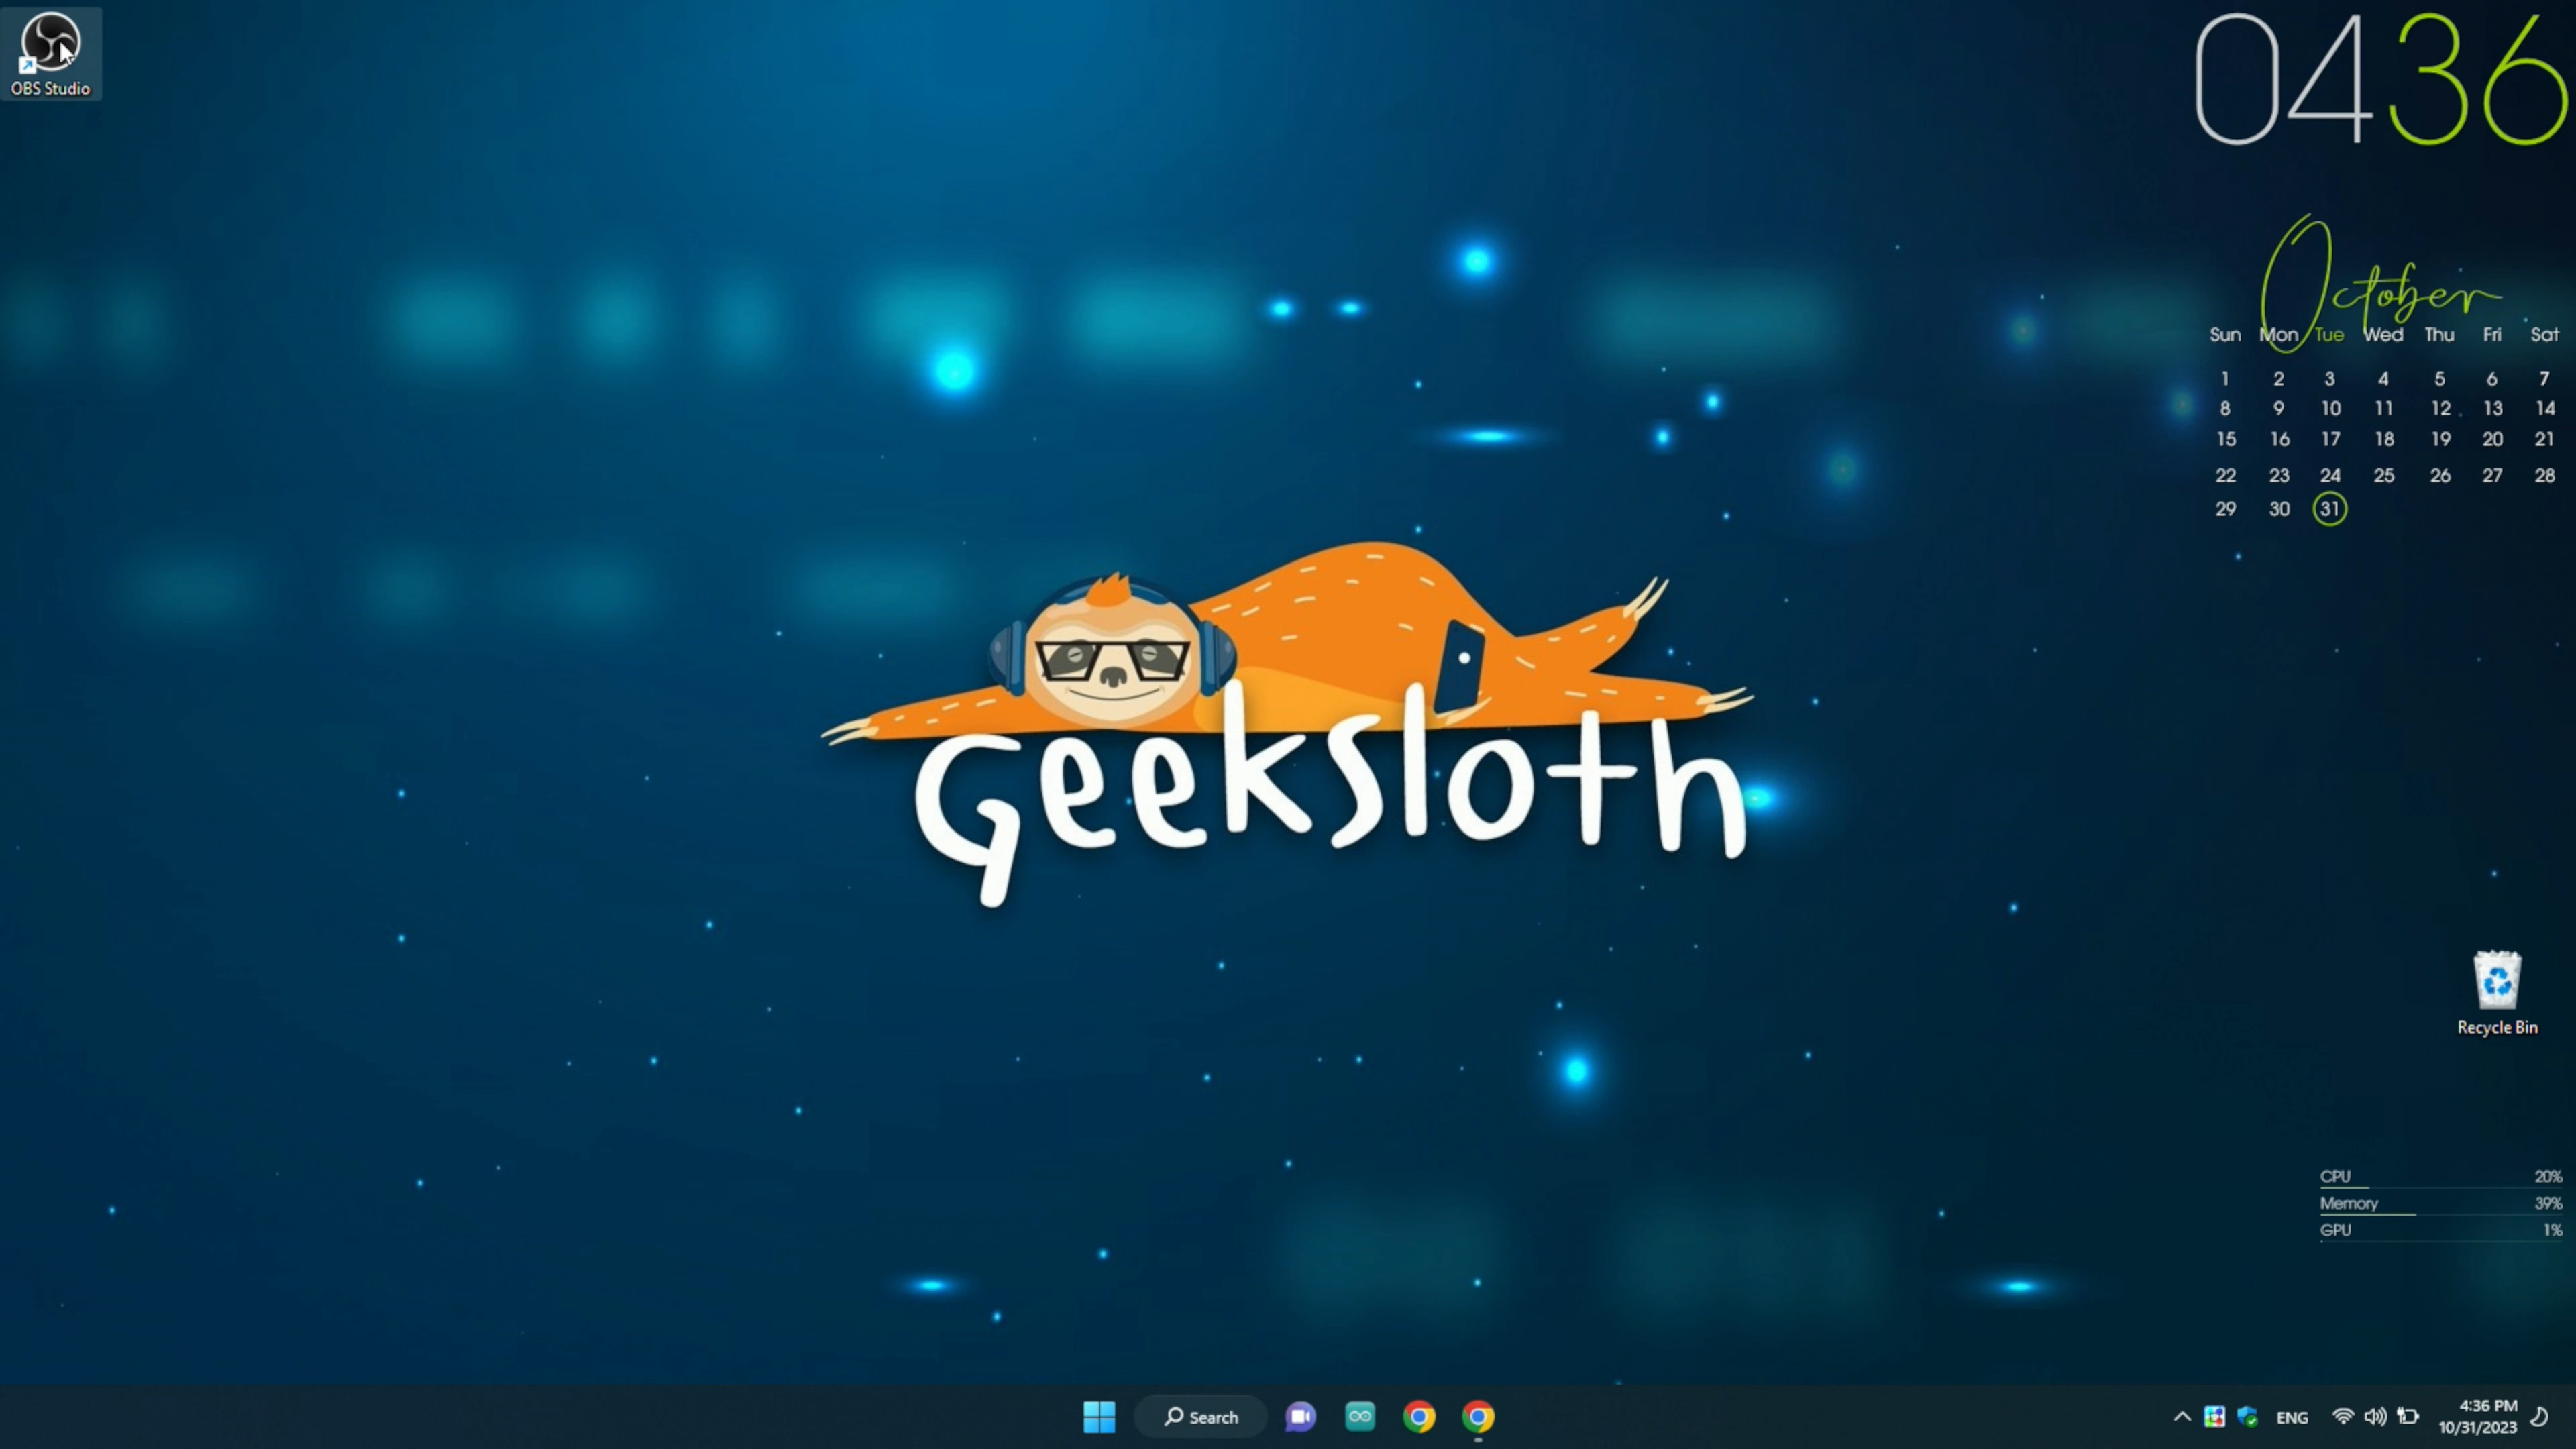 OBS Studio
04 36
October
Sun Mon Tue Wed Thu Fri Sat
1 2 3 4 5 6 7
8 9 10 11 12 13 14
15 16 17 18 19 20 21
22 23 24 25 26 27 28
29 30 31
Geeksloth
Recycle Bin
CPU 20%
Memory 39%
GPU 1%
Search
ENG
4:36 PM
10/31/2023